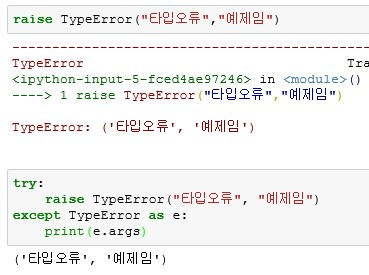 raise TypeError("타입오류","예제임")
---------------------------------------------------------------------------
TypeError                                 Tra
<ipython-input-5-fced4ae97246> in <module>()
----> 1 raise TypeError("타입오류","예제임")
TypeError: ('타입오류', '예제임')
try:
    raise TypeError("타입오류", "예제임")
except TypeError as e:
    print(e.args)
('타입오류', '예제임')